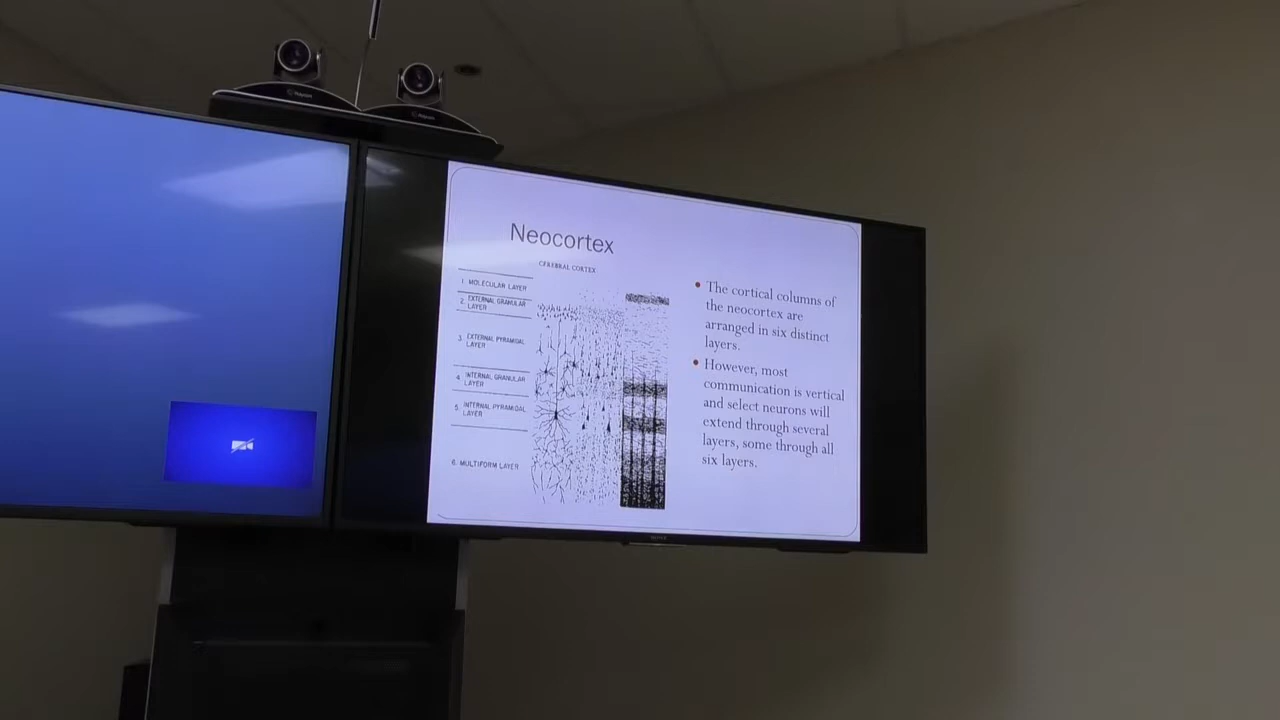 Neocortex
CEREBRAL CORTEX
1. MOLECULAR LAYER
2. EXTERNAL GRANULAR
LAYER
3. EXTERNAL PYRAMIDAL
LAYER
4. INTERNAL GRANULAR
LAYER
5. INTERNAL PYRAMIDAL
LAYER
6. MULTIFORM LAYER
• The cortical columns of
the neocortex are
arranged in six distinct
layers.
• However, most
communication is vertical
and select neurons will
extend through several
layers, some through all
six layers.
SONY